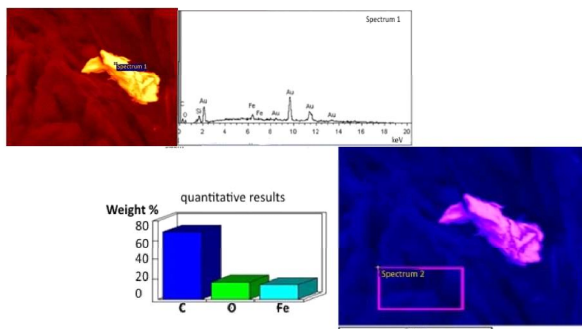 Spectrum 1
Spectrum 1
Au
Si
O
Fe
Fe
Au
Au
Au
Au
2 4 6 8 10 12 14 16 18 20
keV
quantitative results
Weight %
80
60
40
20
0
C O Fe
Spectrum 2